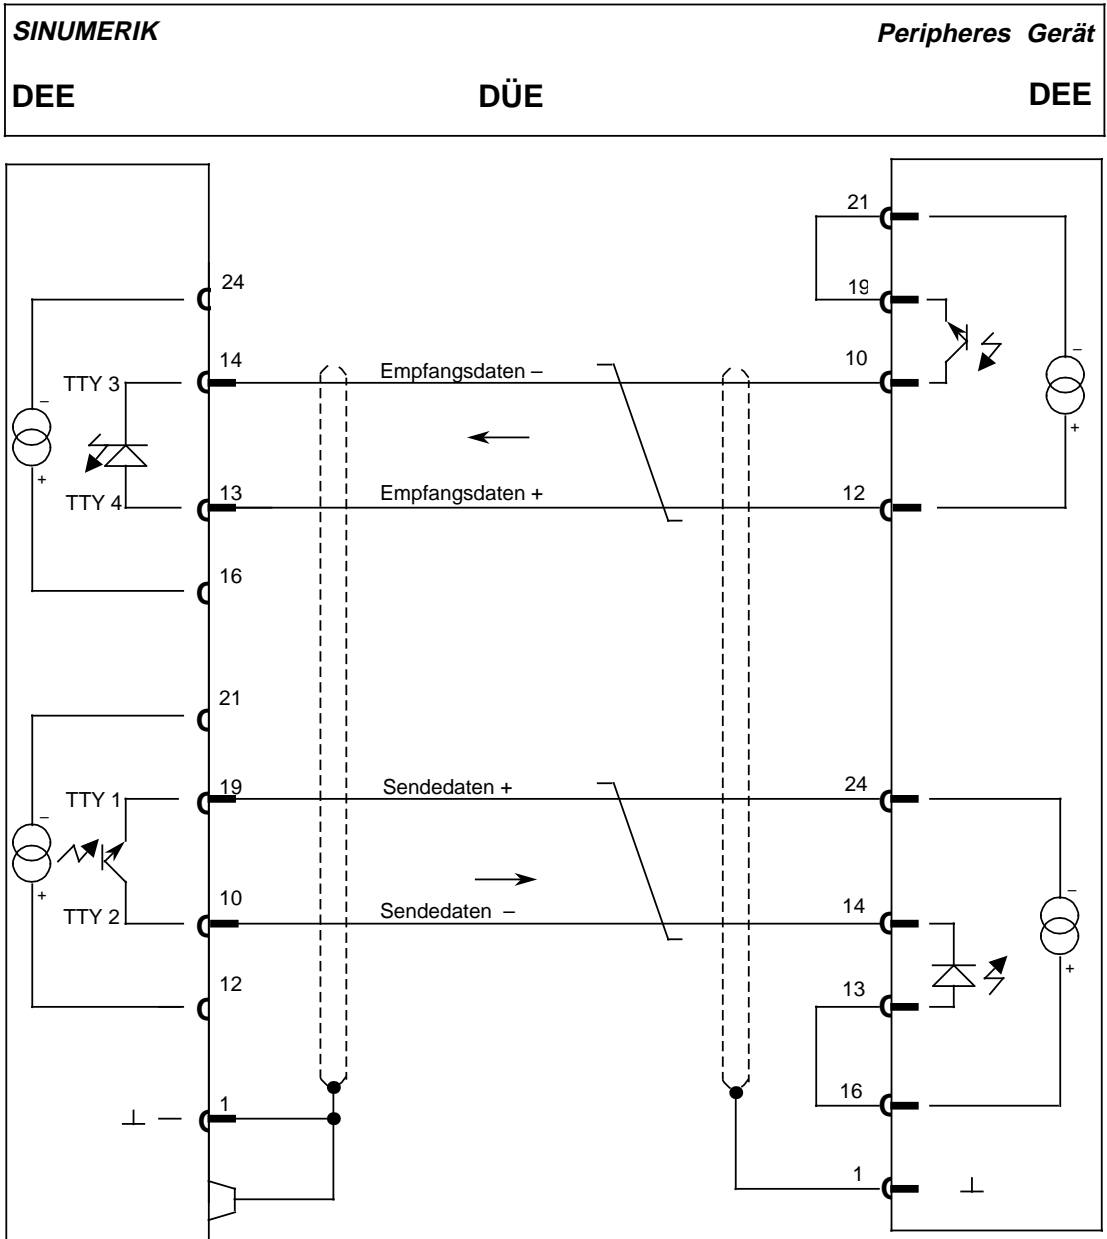 SINUMERIK Peripheres Gerät
DEE DÜE DEE
21
24
19
14
TTY 3
Empfangsdaten –
10
–
–
+
+
13
TTY 4
Empfangsdaten +
12
16
21
19
TTY 1
Sendedaten +
24
–
–
10
TTY 2
Sendedaten –
14
+
+
12
13
16
1
1